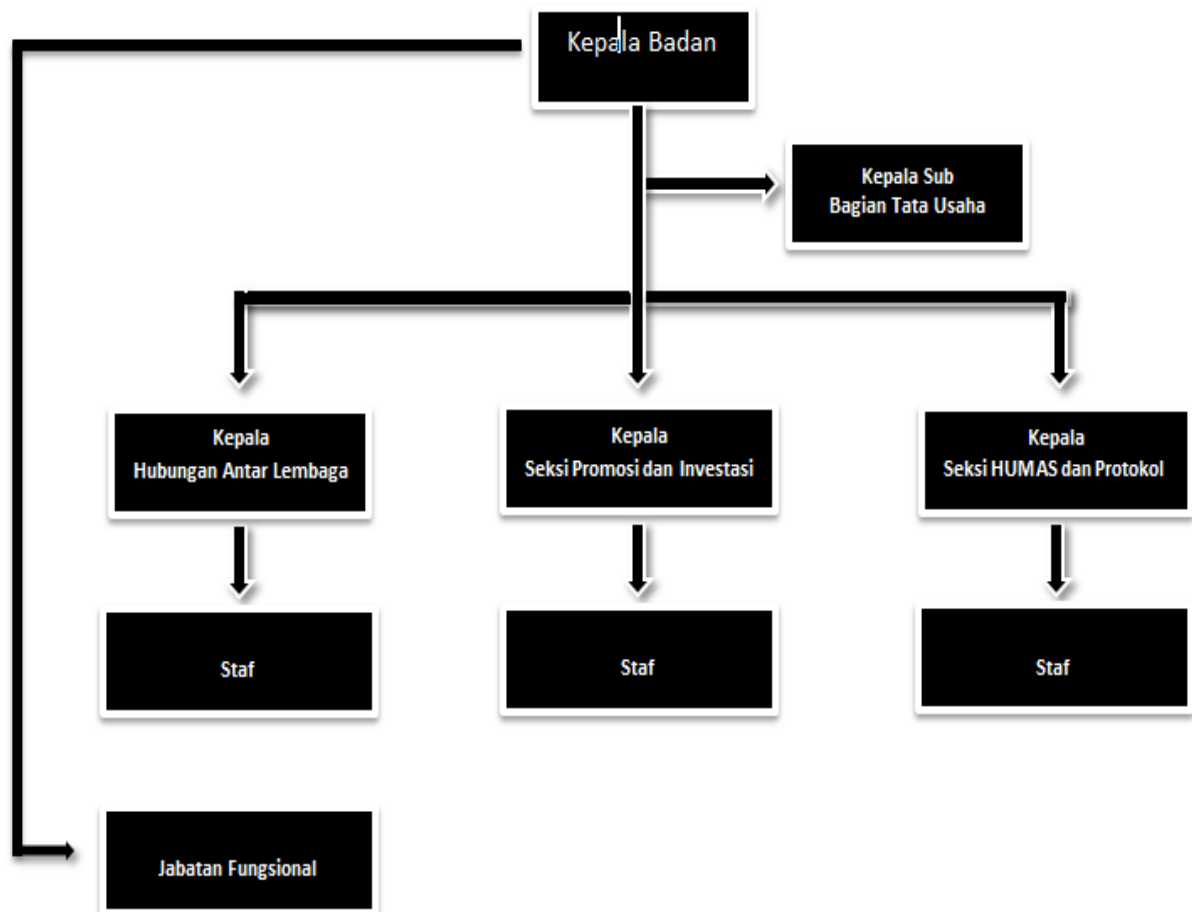 Kepala Badan
Kepala Sub
Bagian Tata Usaha
Kepala
Hubungan Antar Lembaga
Kepala
Seksi Promosi dan Investasi
Kepala
Seksi HUMAS dan Protokol
Staf
Staf
Staf
Jabatan Fungsional